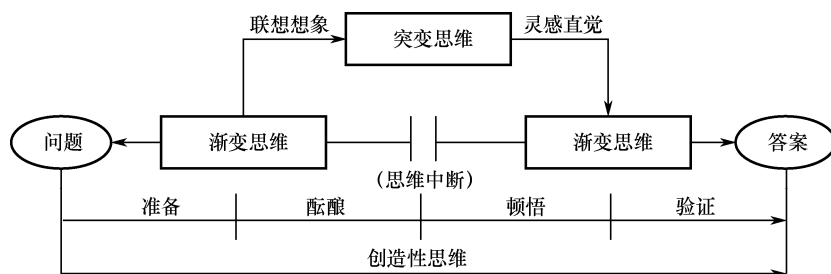 联想想象
突变思维
灵感直觉
问题
渐变思维
渐变思维
答案
(思维中断)
准备
酝酿
顿悟
验证
创造性思维